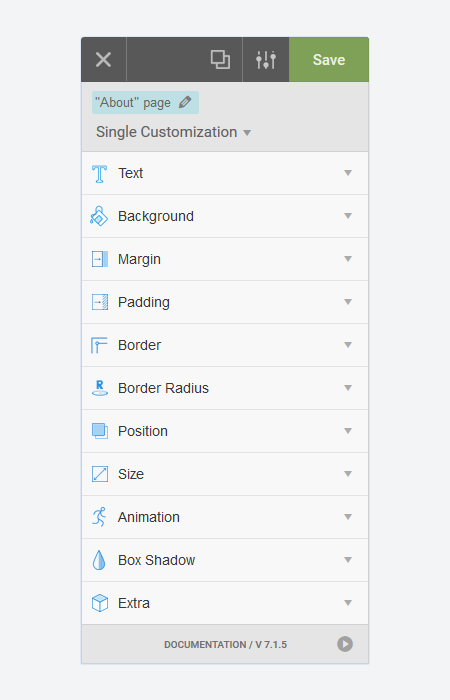 Save
"About" page
Single Customization
Text
Background
Margin
Padding
Border
R
Border Radius
Position
Size
Animation
Box Shadow
Extra
DOCUMENTATION / V 7.1.5